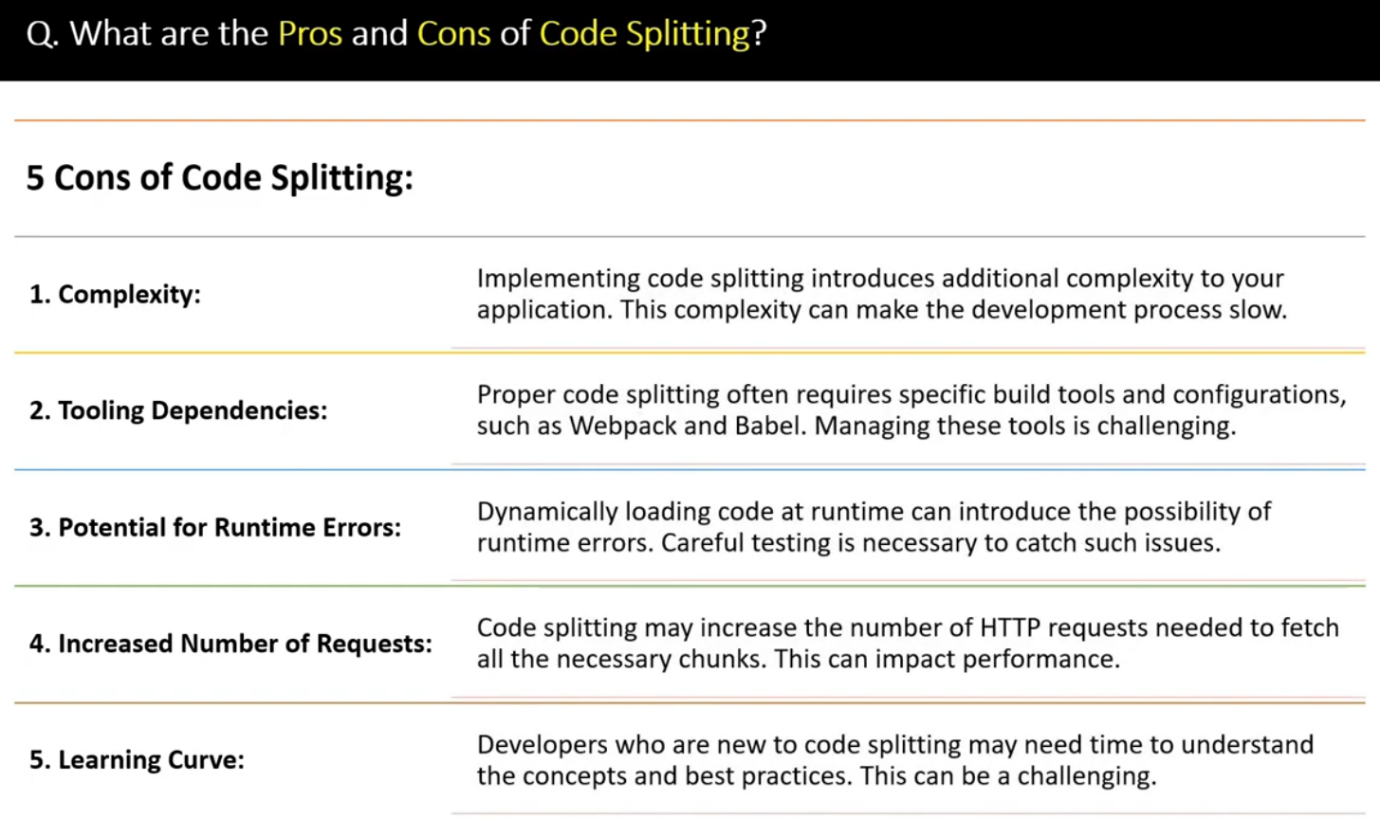 Q. What are the Pros and Cons of Code Splitting?
5 Cons of Code Splitting:
1. Complexity:
Implementing code splitting introduces additional complexity to your
application. This complexity can make the development process slow.
2. Tooling Dependencies:
Proper code splitting often requires specific build tools and configurations,
such as Webpack and Babel. Managing these tools is challenging.
3. Potential for Runtime Errors:
Dynamically loading code at runtime can introduce the possibility of
runtime errors. Careful testing is necessary to catch such issues.
4. Increased Number of Requests:
Code splitting may increase the number of HTTP requests needed to fetch
all the necessary chunks. This can impact performance.
5. Learning Curve:
Developers who are new to code splitting may need time to understand
the concepts and best practices. This can be a challenging.